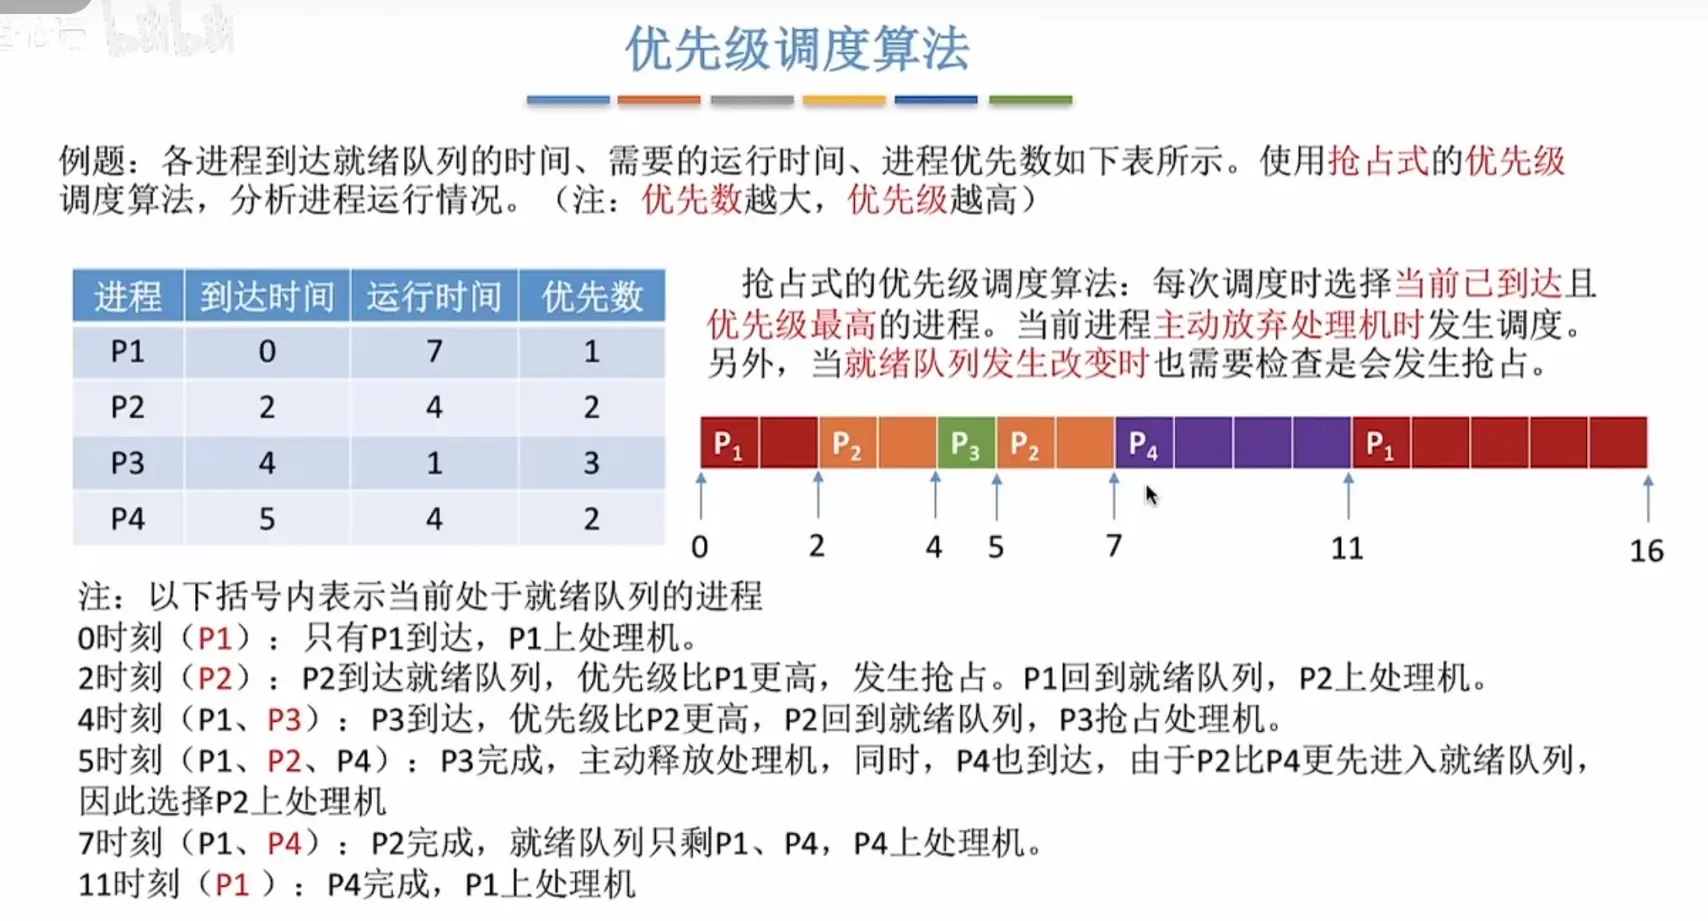 bilibili
优先级调度算法
例题：各进程到达就绪队列的时间、需要的运行时间、进程优先数如下表所示。使用抢占式的优先级
调度算法，分析进程运行情况。（注：优先数越大，优先级越高）
进程 到达时间 运行时间 优先数
P1 0 7 1
P2 2 4 2
P3 4 1 3
P4 5 4 2
抢占式的优先级调度算法：每次调度时选择当前已到达且
优先级最高的进程。当前进程主动放弃处理机时发生调度。
另外，当就绪队列发生改变时也需要检查是会发生抢占。
P1 P2 P3 P2 P4 P1
0 2 4 5 7 11 16
注：以下括号内表示当前处于就绪队列的进程
0时刻（P1）：只有P1到达，P1上处理机。
2时刻（P2）：P2到达就绪队列，优先级比P1更高，发生抢占。P1回到就绪队列，P2上处理机。
4时刻（P1、P3）：P3到达，优先级比P2更高，P2回到就绪队列，P3抢占处理机。
5时刻（P1、P2、P4）：P3完成，主动释放处理机，同时，P4也到达，由于P2比P4更先进入就绪队列，
因此选择P2上处理机
7时刻（P1、P4）：P2完成，就绪队列只剩P1、P4，P4上处理机。
11时刻（P1 ）：P4完成，P1上处理机